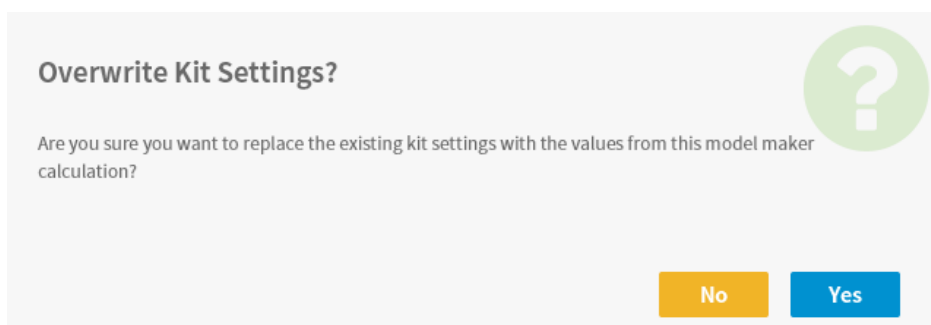 Overwrite Kit Settings?
Are you sure you want to replace the existing kit settings with the values from this model maker
calculation?
No Yes